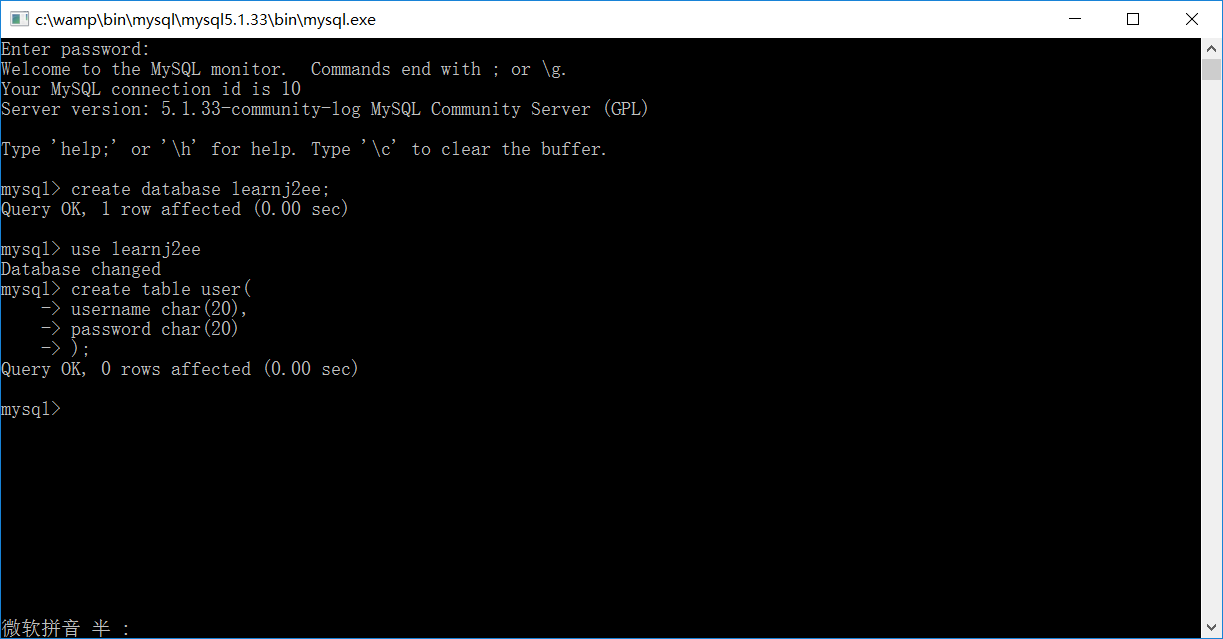 c:\wamp\bin\mysql\mysql5.1.33\bin\mysql.exe
Enter password:
Welcome to the MySQL monitor.  Commands end with ; or \g.
Your MySQL connection id is 10
Server version: 5.1.33-community-log MySQL Community Server (GPL)
Type 'help;' or '\h' for help. Type '\c' to clear the buffer.
mysql> create database learnj2ee;
Query OK, 1 row affected (0.00 sec)
mysql> use learnj2ee
Database changed
mysql> create table user(
    -> username char(20),
    -> password char(20)
    -> );
Query OK, 0 rows affected (0.00 sec)
mysql>
微软拼音 半 :